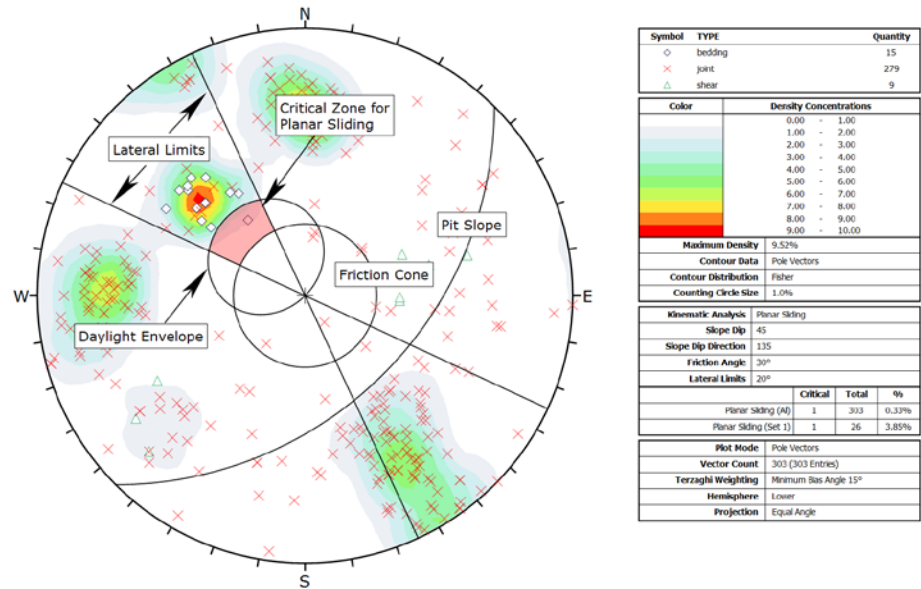 N
Critical Zone for
Planar Sliding
Lateral Limits
Pit Slope
Friction Cone
W
E
Daylight Envelope
S
Symbol TYPE Quantity
bedding 15
joint 279
shear 9
Color Density Concentrations
0.00 - 1.00
1.00 - 2.00
2.00 - 3.00
3.00 - 4.00
4.00 - 5.00
5.00 - 6.00
6.00 - 7.00
7.00 - 8.00
8.00 - 9.00
9.00 - 10.00
Maximum Density 9.52%
Contour Data Pole Vectors
Contour Distribution Fisher
Counting Circle Size 1.0%
Kinematic Analysis Planar Sliding
Slope Dip 45
Slope Dip Direction 135
Friction Angle 30°
Lateral Limits 20°
Critical Total %
Planar Sliding (All) 1 303 0.33%
Planar Sliding (Set 1) 1 26 3.85%
Plot Mode Pole Vectors
Vector Count 303 (303 Entries)
Terzaghi Weighting Minimum Bias Angle 15°
Hemisphere Lower
Projection Equal Angle